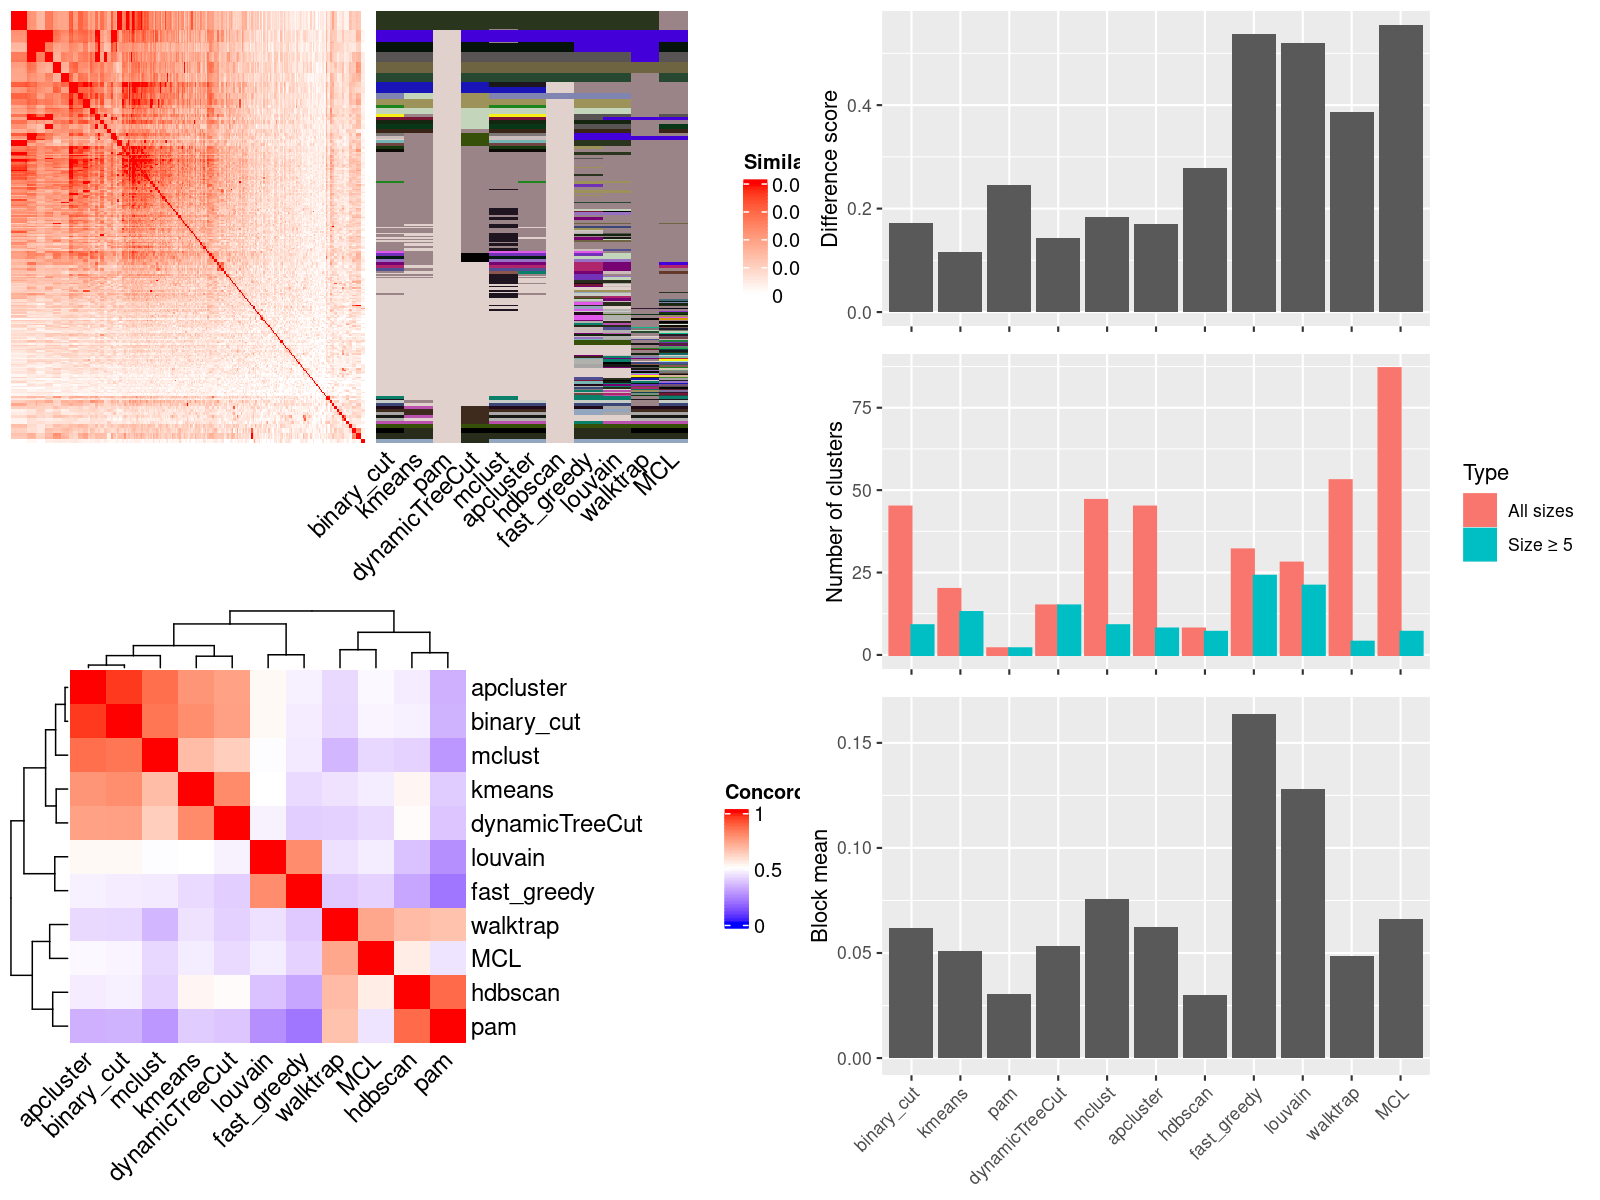 Simila
0.0
0.0
0.0
0.0
0
binary_cut
kmeans
pam
dynamicTreeCut
mclust
apcluster
hdbscan
fast_greedy
louvain
walktrap
MCL
apcluster
binary_cut
mclust
kmeans
dynamicTreeCut
louvain
fast_greedy
walktrap
MCL
hdbscan
pam
apcluster
binary_cut
mclust
kmeans
dynamicTreeCut
louvain
fast_greedy
walktrap
MCL
hdbscan
pam
Concord
1
0.5
0
Difference score
0.4
0.2
0.0
Number of clusters
75
50
25
0
Type
All sizes
Size ≥ 5
Block mean
0.15
0.10
0.05
0.00
binary_cut
kmeans
pam
dynamicTreeCut
mclust
apcluster
hdbscan
fast_greedy
louvain
walktrap
MCL